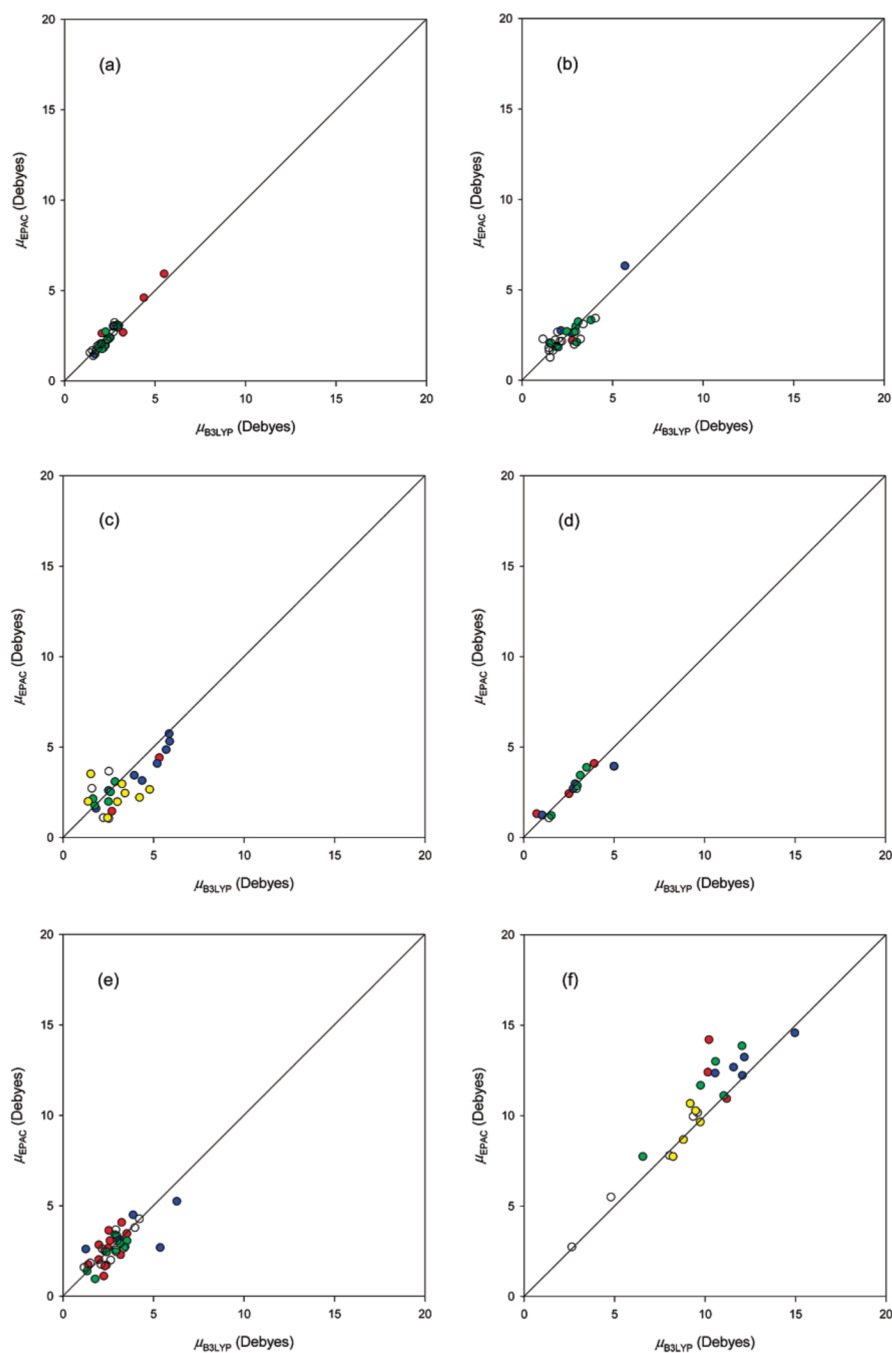 20 20
(a) (b)
15 15
μEPAC (Debyes) μEPAC (Debyes)
10 10
5 5
0 0
0 5 10 15 20 0 5 10 15 20
μB3LYP (Debyes) μB3LYP (Debyes)
20 20
(c) (d)
15 15
μEPAC (Debyes) μEPAC (Debyes)
10 10
5 5
0 0
0 5 10 15 20 0 5 10 15 20
μB3LYP (Debyes) μB3LYP (Debyes)
20 20
(e) (f)
15 15
μEPAC (Debyes) μEPAC (Debyes)
10 10
5 5
0 0
0 5 10 15 20 0 5 10 15 20
μB3LYP (Debyes) μB3LYP (Debyes)